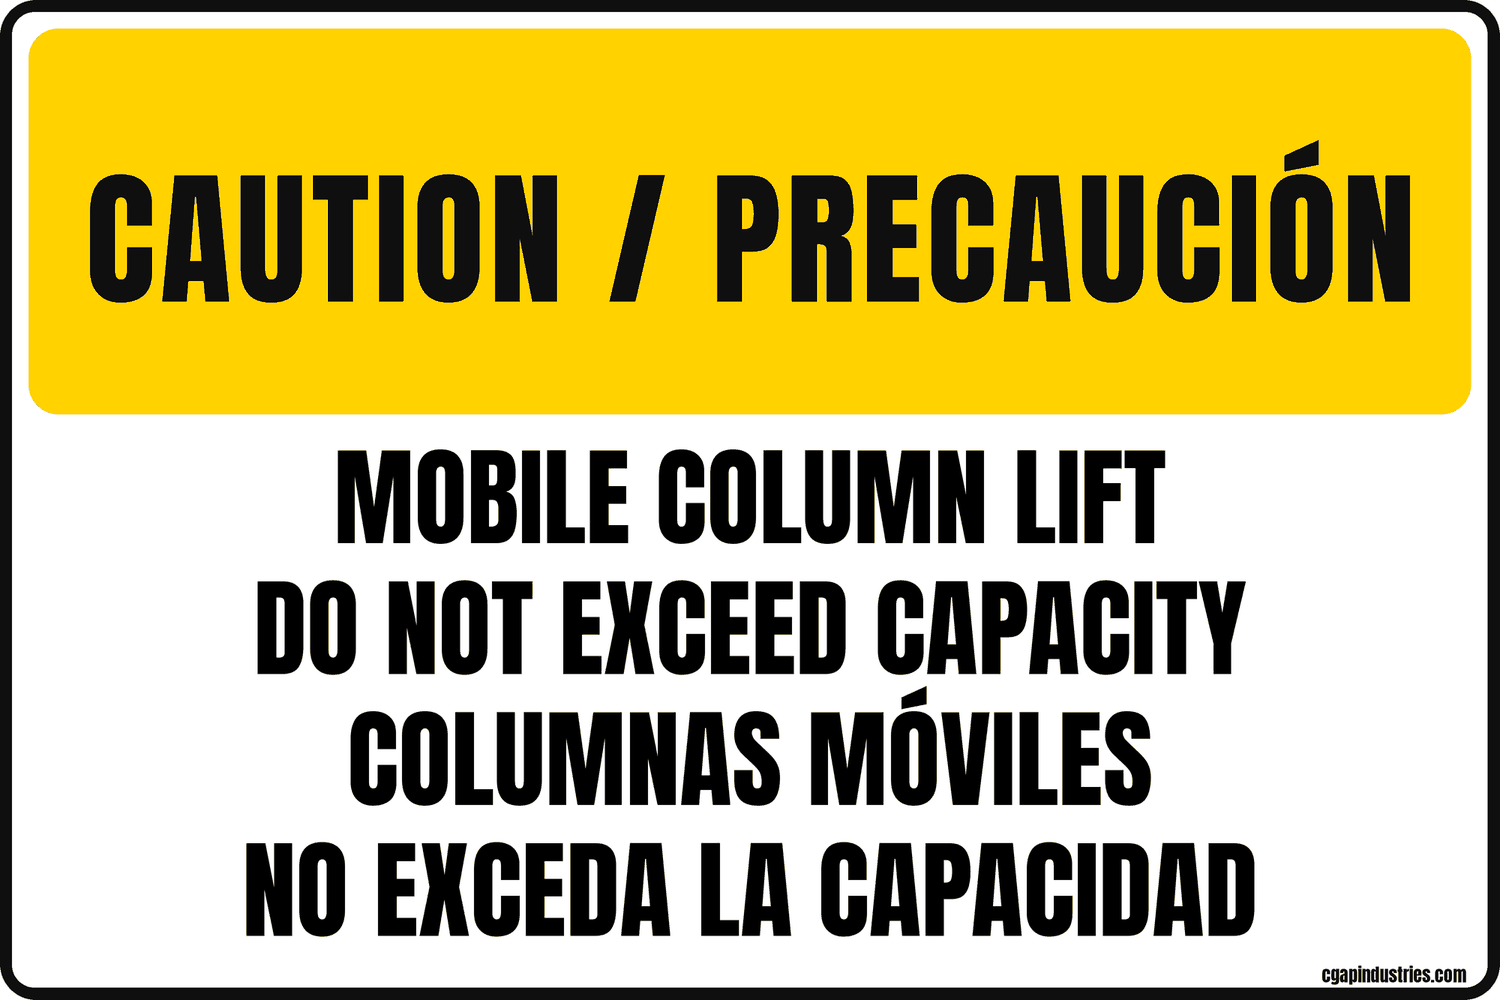 CAUTION / PRECAUCIÓN
MOBILE COLUMN LIFT
DO NOT EXCEED CAPACITY
COLUMNAS MÓVILES
NO EXCEDA LA CAPACIDAD
cgapindustries.com